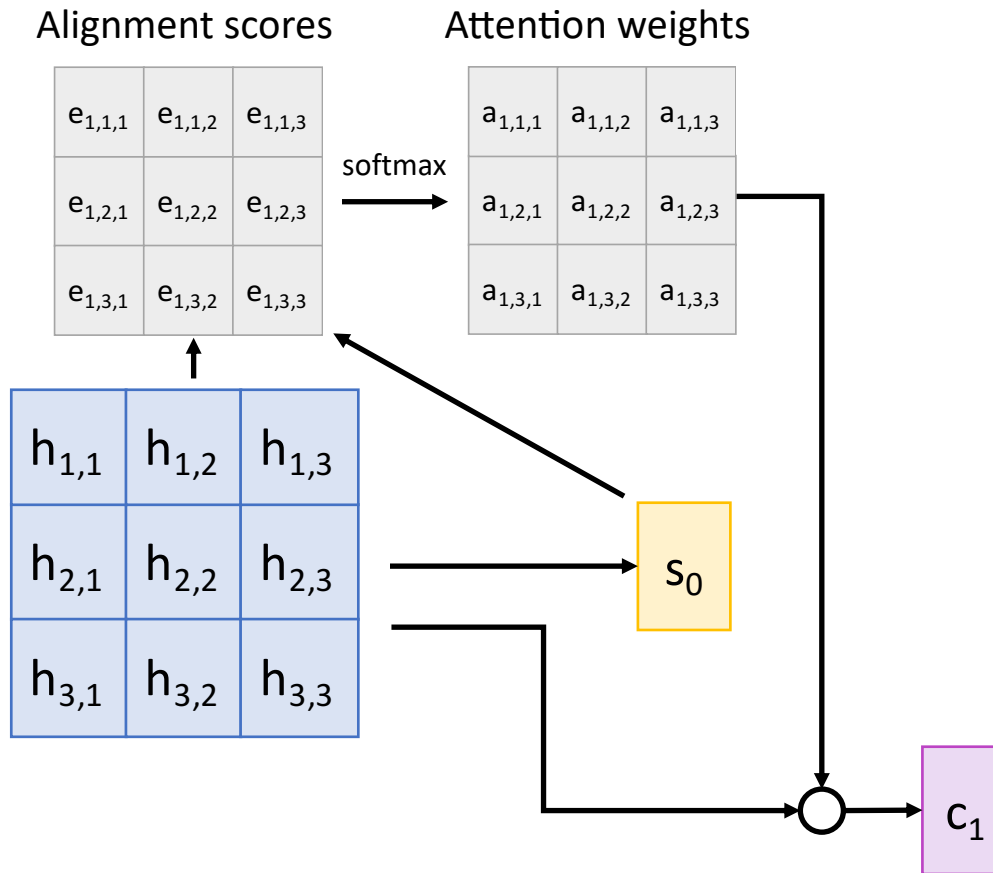 Alignment scores Attention weights
e1,1,1 e1,1,2 e1,1,3 a1,1,1 a1,1,2 a1,1,3
softmax
e1,2,1 e1,2,2 e1,2,3 a1,2,1 a1,2,2 a1,2,3
e1,3,1 e1,3,2 e1,3,3 a1,3,1 a1,3,2 a1,3,3
h1,1 h1,2 h1,3
h2,1 h2,2 h2,3 s0
h3,1 h3,2 h3,3
c1